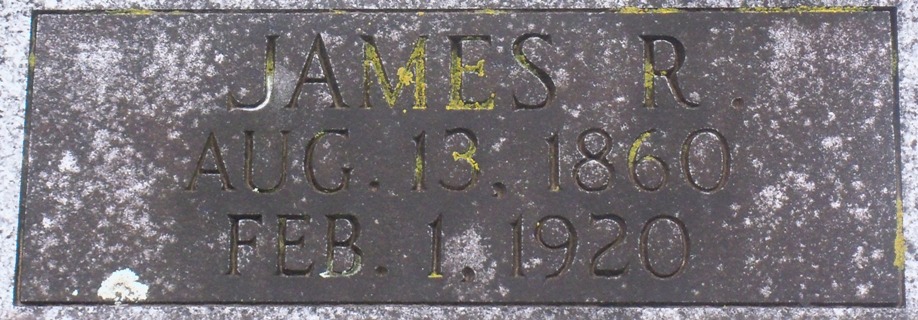 JAMES R.
AUG. 13, 1860
FEB. 1, 1920